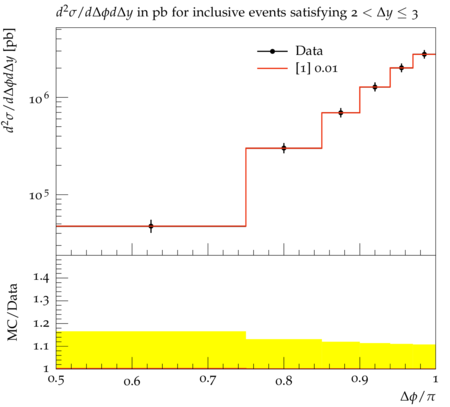 d²σ/dΔϕdΔy in pb for inclusive events satisfying 2 < Δy ≤ 3
d²σ/dΔϕdΔy [pb]
Data
[1] 0.01
10⁶
10⁵
MC/Data
1.4
1.3
1.2
1.1
1
0.5 0.6 0.7 0.8 0.9 1
Δϕ/π